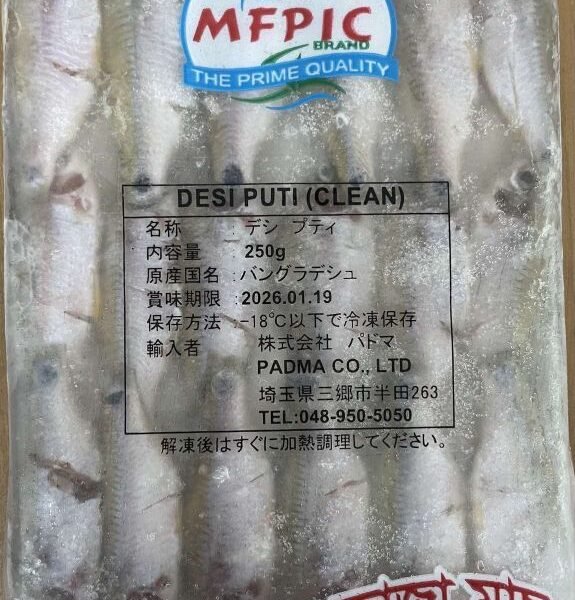 MFPIC
BRAND
THE PRIME QUALITY
DESI PUTI (CLEAN)
名称 : デシ プティ
内容量 : 250g
原産国名 : バングラデシュ
賞味期限 : 2026.01.19
保存方法 : -18℃以下で冷凍保存
輸入者 株式会社 パドマ
PADMA CO., LTD
埼玉県三郷市半田263
TEL:048-950-5050
解凍後はすぐに加熱調理してください。